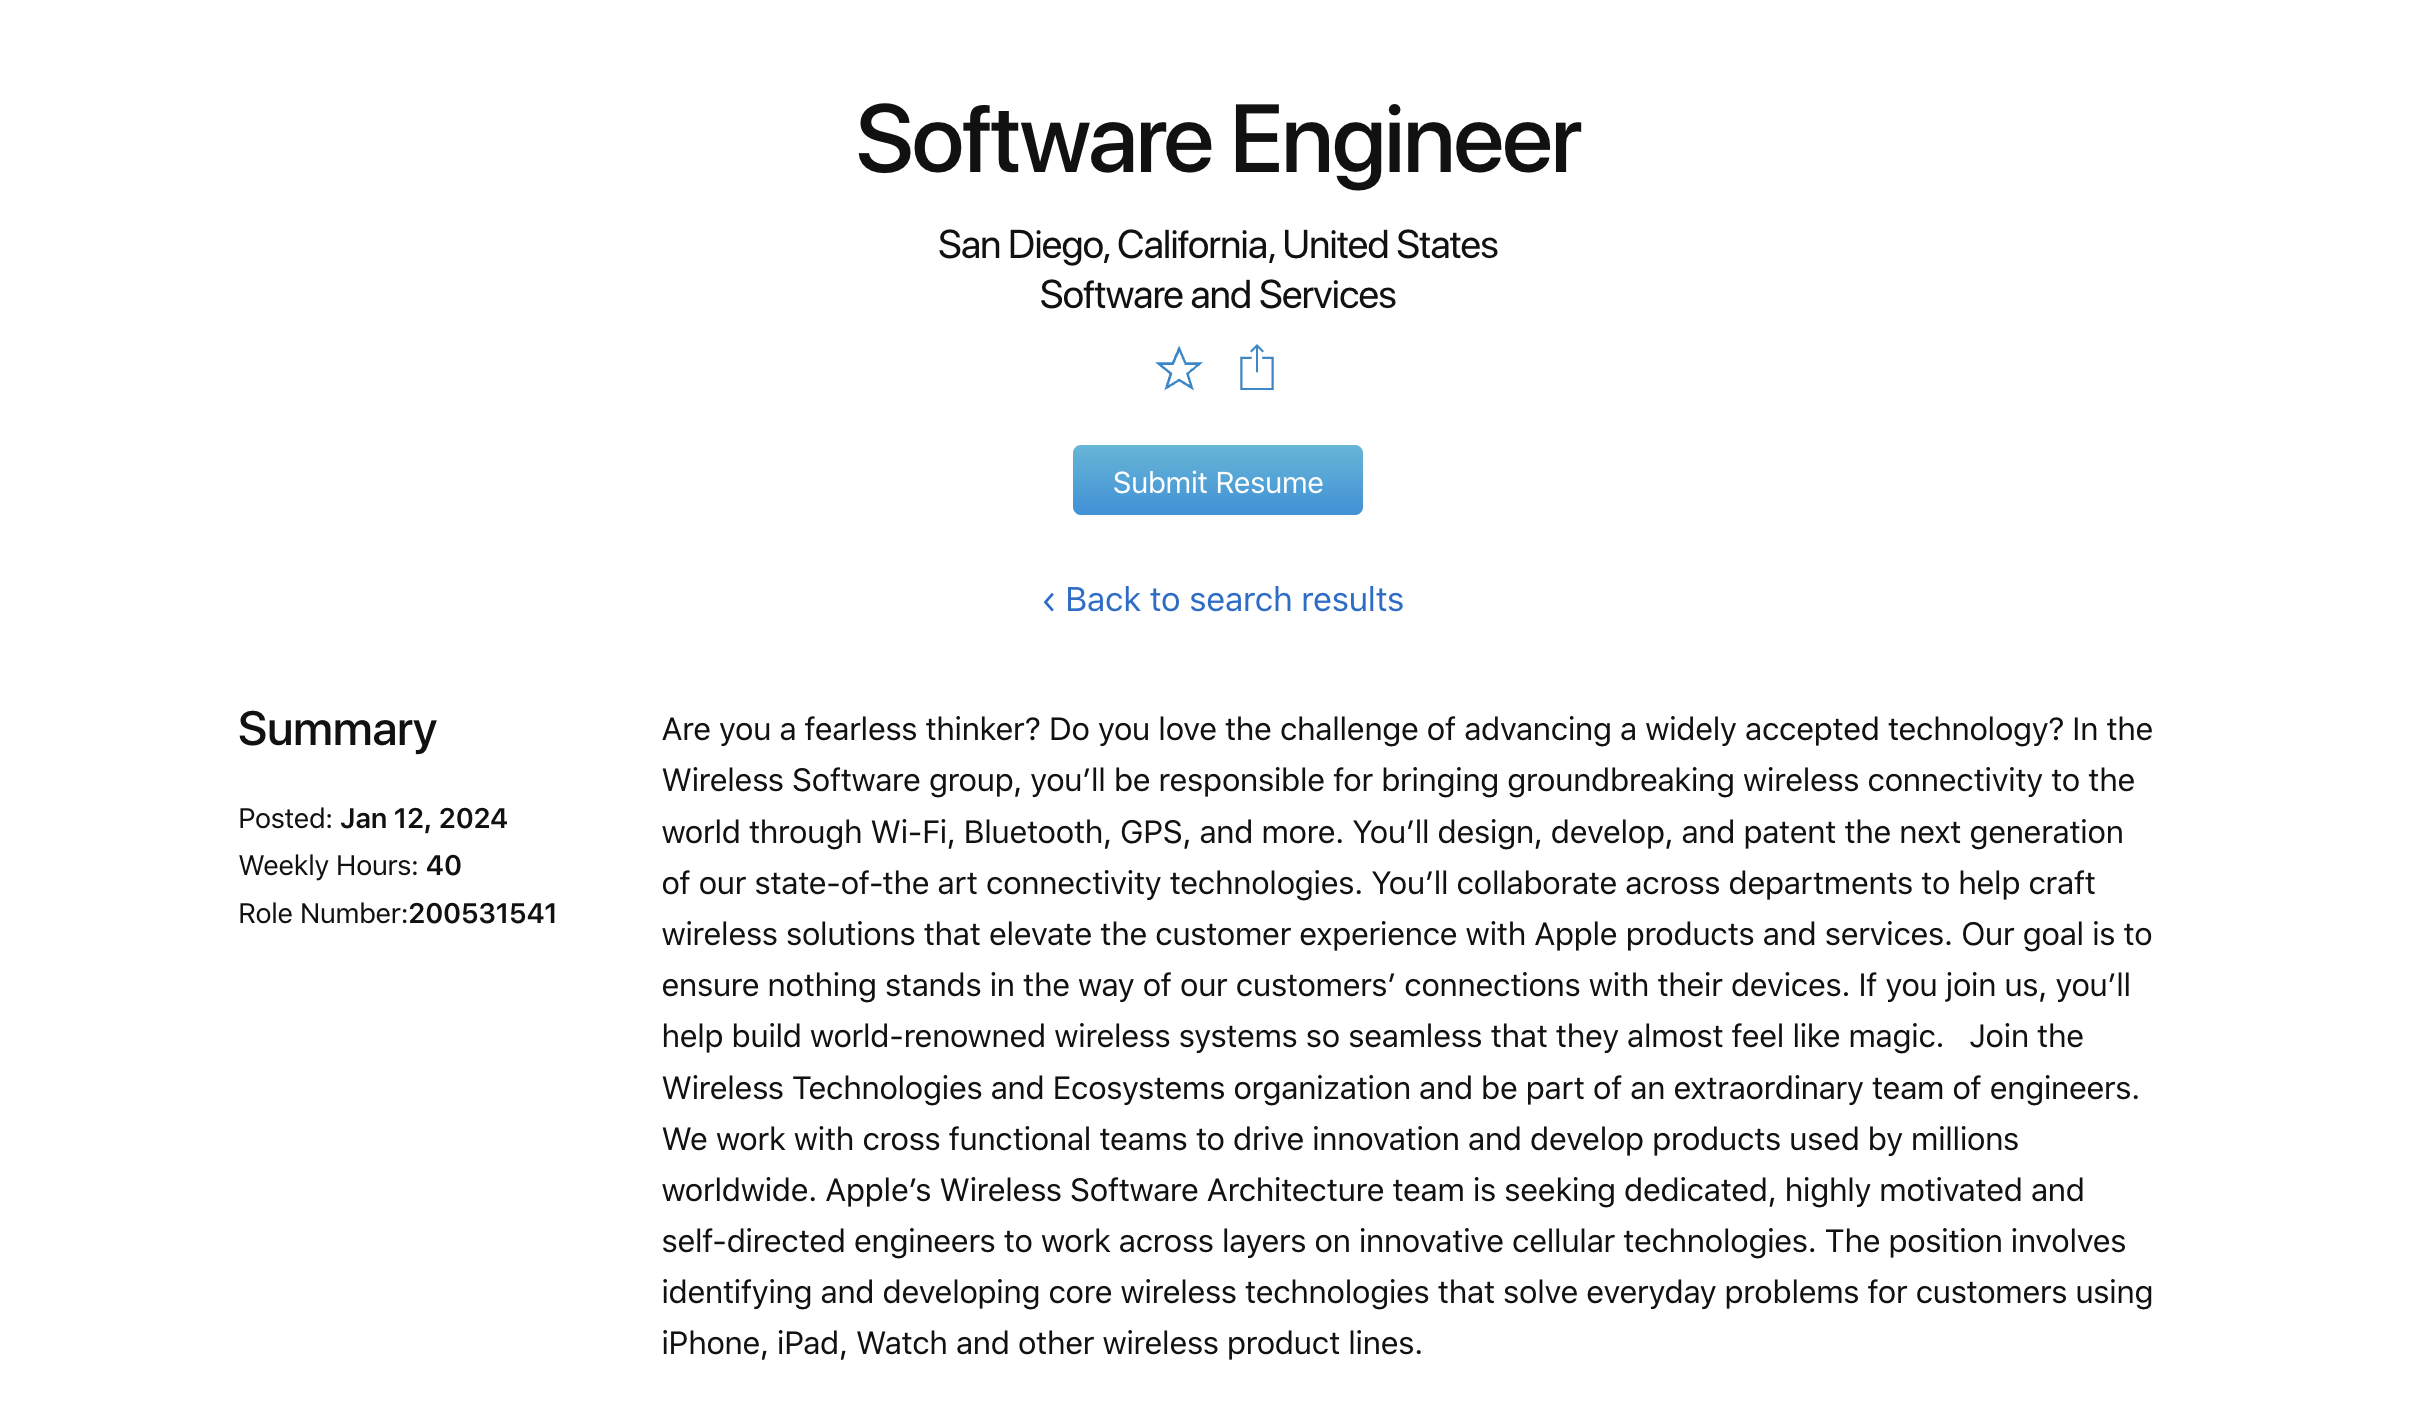 Software Engineer
San Diego, California, United States
Software and Services
Submit Resume
‹ Back to search results
Summary
Posted: Jan 12, 2024
Weekly Hours: 40
Role Number:200531541
Are you a fearless thinker? Do you love the challenge of advancing a widely accepted technology? In the
Wireless Software group, you’ll be responsible for bringing groundbreaking wireless connectivity to the
world through Wi-Fi, Bluetooth, GPS, and more. You’ll design, develop, and patent the next generation
of our state-of-the art connectivity technologies. You’ll collaborate across departments to help craft
wireless solutions that elevate the customer experience with Apple products and services. Our goal is to
ensure nothing stands in the way of our customers’ connections with their devices. If you join us, you’ll
help build world-renowned wireless systems so seamless that they almost feel like magic.   Join the
Wireless Technologies and Ecosystems organization and be part of an extraordinary team of engineers.
We work with cross functional teams to drive innovation and develop products used by millions
worldwide. Apple’s Wireless Software Architecture team is seeking dedicated, highly motivated and
self-directed engineers to work across layers on innovative cellular technologies. The position involves
identifying and developing core wireless technologies that solve everyday problems for customers using
iPhone, iPad, Watch and other wireless product lines.